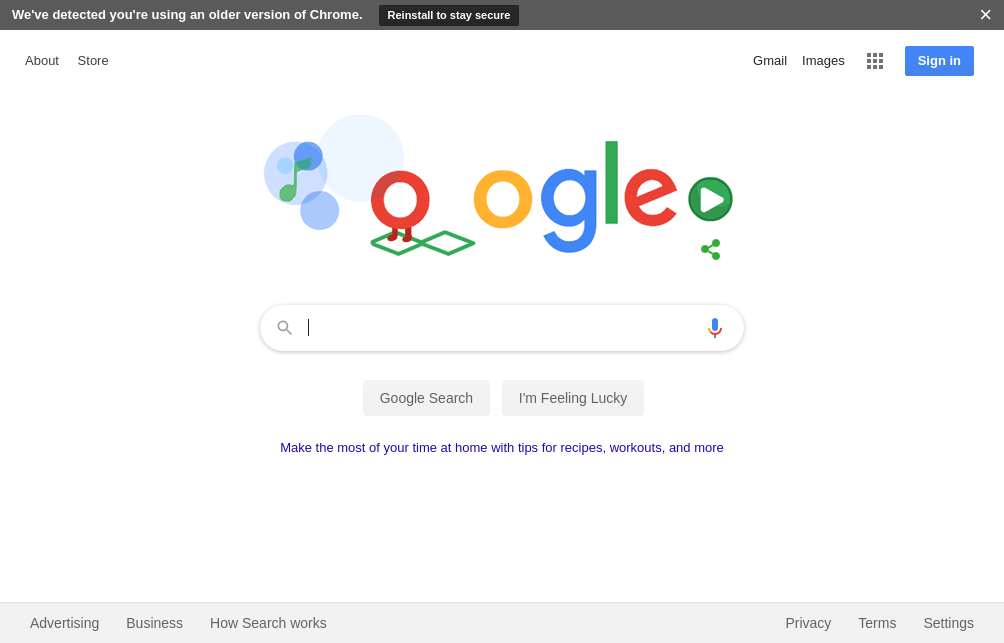 We've detected you're using an older version of Chrome. Reinstall to stay secure
About Store Gmail Images Sign in
ogle
Google Search I'm Feeling Lucky
Make the most of your time at home with tips for recipes, workouts, and more
Advertising Business How Search works Privacy Terms Settings